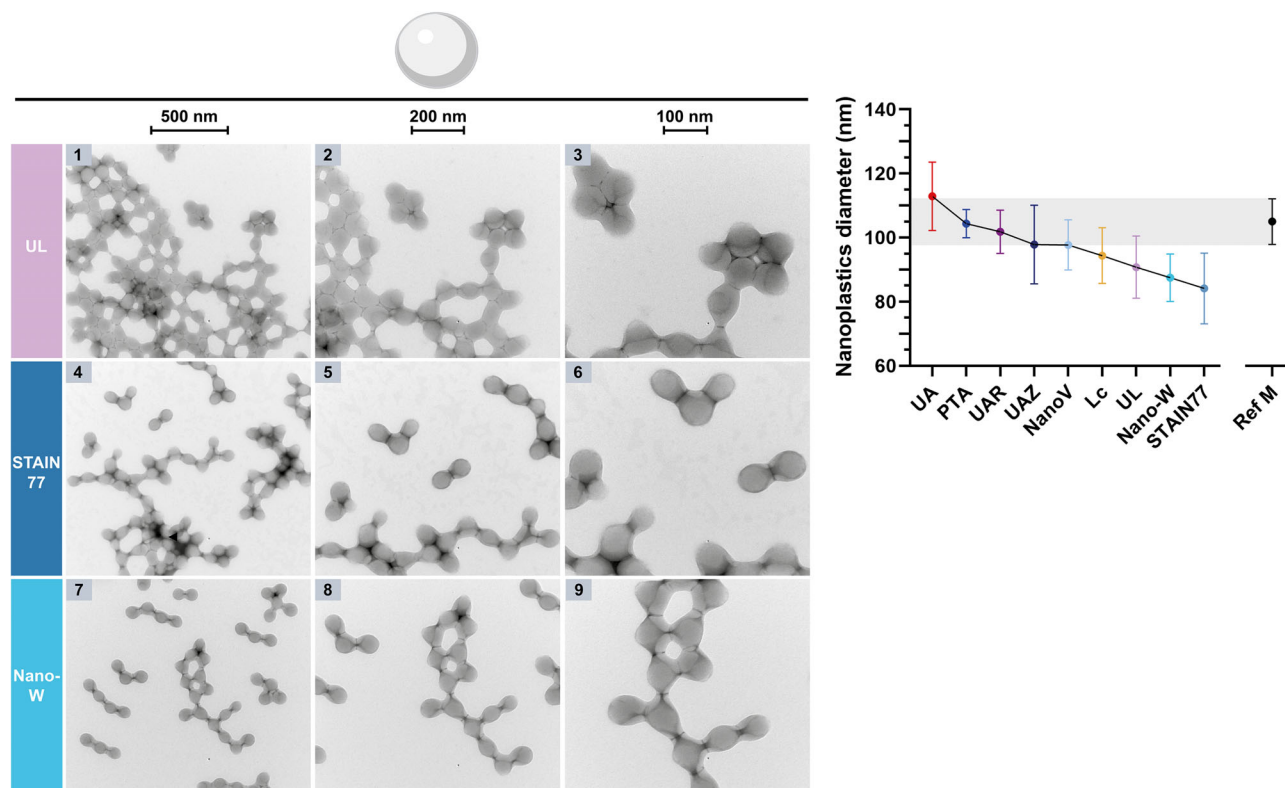 500 nm
200 nm
100 nm
UL
1
2
3
STAIN
77
4
5
6
Nano-
W
7
8
9
Nanoplastics diameter (nm)
140
120
100
80
60
UA
PTA
UAR
UAZ
NanoV
Lc
UL
Nano-W
STAIN77
Ref M